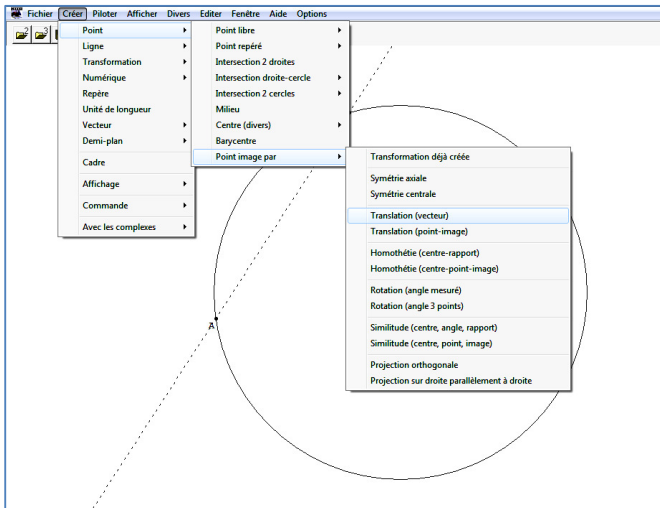 Fichier Créer Piloter Afficher Divers Editer Fenêtre Aide Options
2 3
Point
Ligne
Transformation
Numérique
Repère
Unité de longueur
Vecteur
Demi-plan
Cadre
Affichage
Commande
Avec les complexes
Point libre
Point repéré
Intersection 2 droites
Intersection droite-cercle
Intersection 2 cercles
Milieu
Centre (divers)
Barycentre
Point image par
Transformation déjà créée
Symétrie axiale
Symétrie centrale
Translation (vecteur)
Translation (point-image)
Homothétie (centre-rapport)
Homothétie (centre-point-image)
Rotation (angle mesuré)
Rotation (angle 3 points)
Similitude (centre, angle, rapport)
Similitude (centre, point, image)
Projection orthogonale
Projection sur droite parallèlement à droite
A